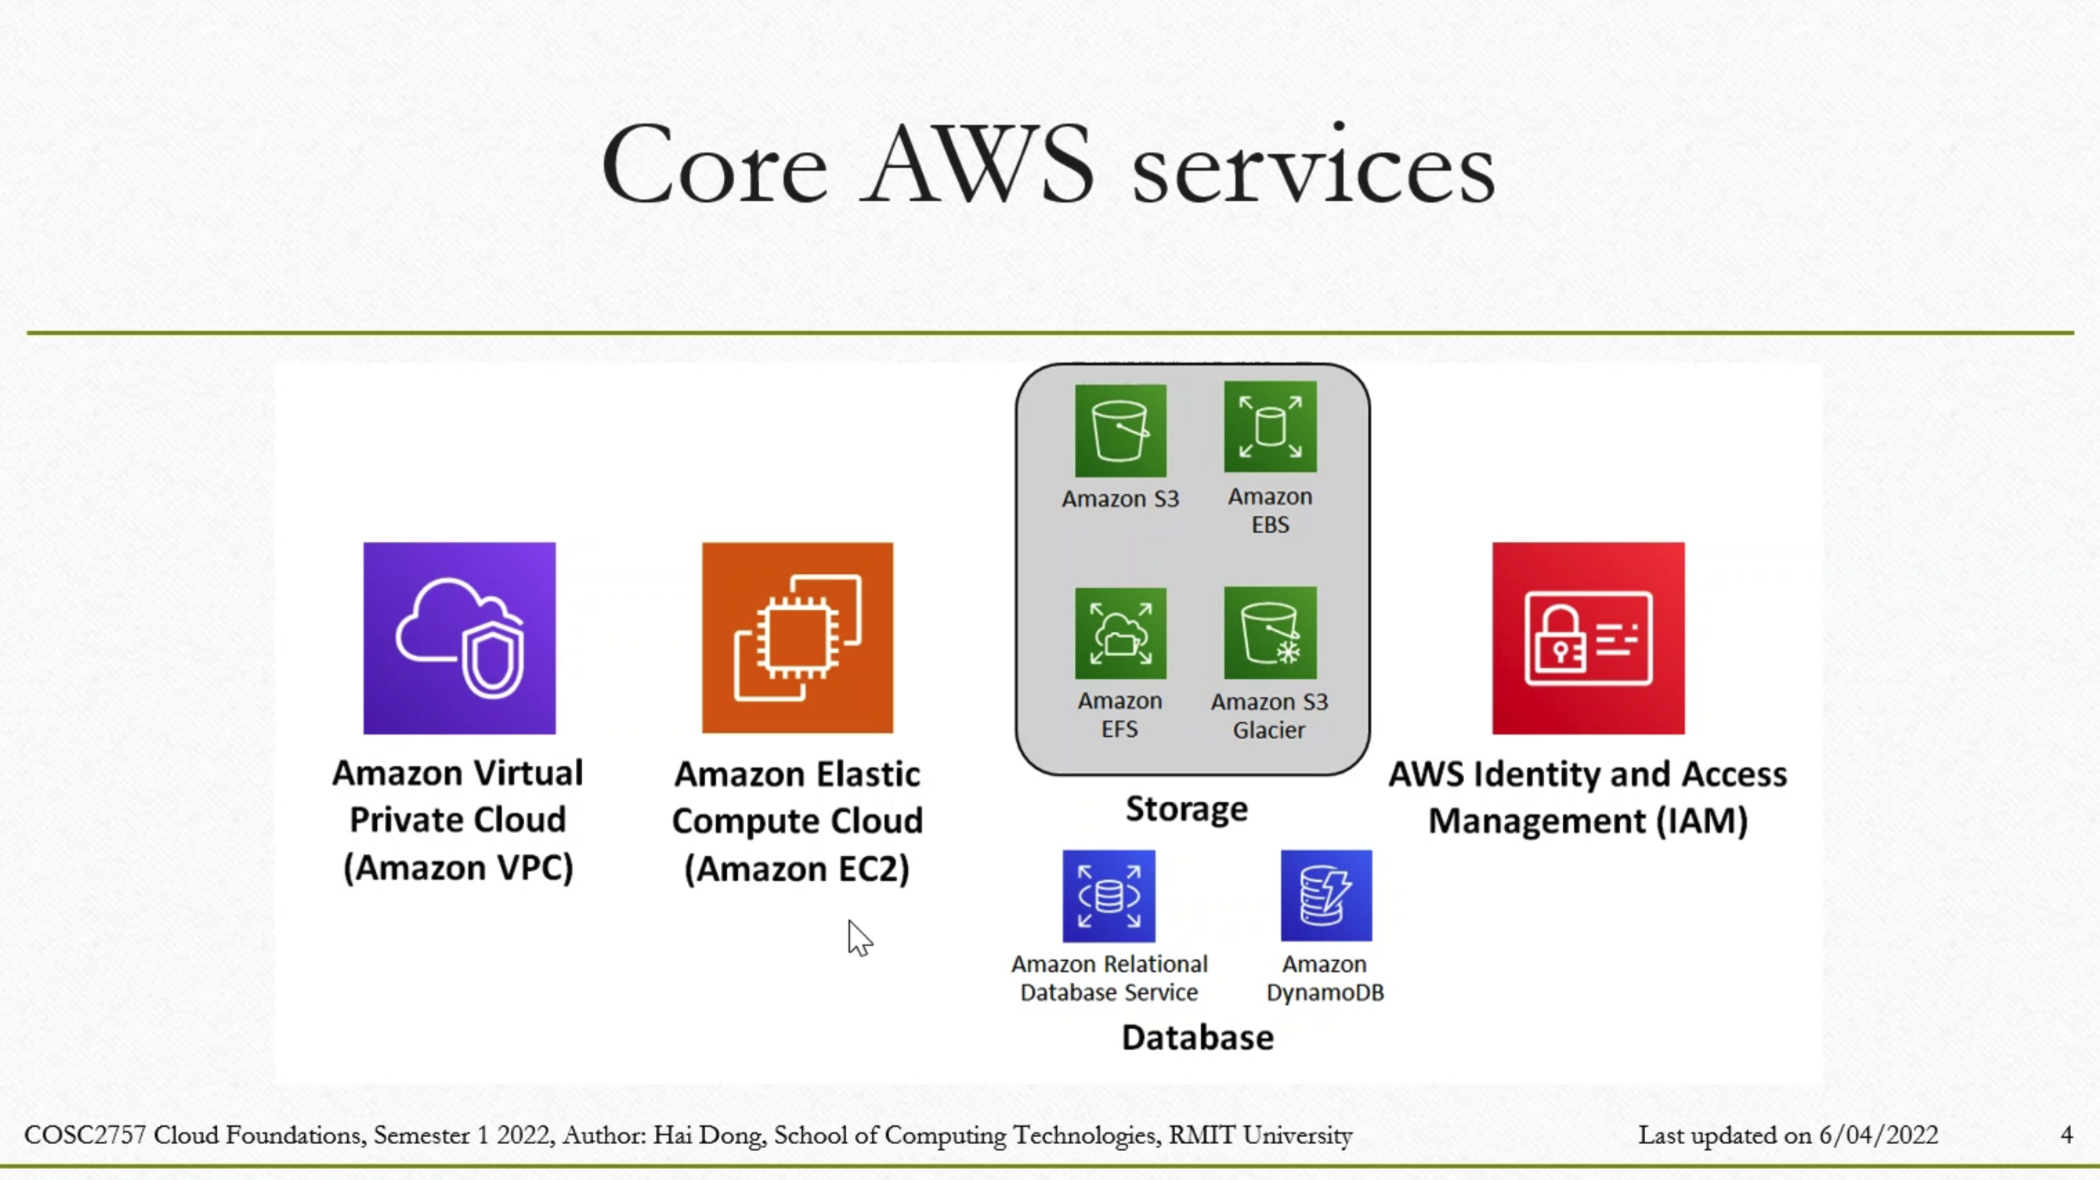 Core AWS services
Amazon S3
Amazon
EBS
Amazon
EFS
Amazon S3
Glacier
Amazon Virtual
Private Cloud
(Amazon VPC)
Amazon Elastic
Compute Cloud
(Amazon EC2)
Storage
AWS Identity and Access
Management (IAM)
Amazon Relational
Database Service
Amazon
DynamoDB
Database
COSC2757 Cloud Foundations, Semester 1 2022, Author: Hai Dong, School of Computing Technologies, RMIT University
Last updated on 6/04/2022
4